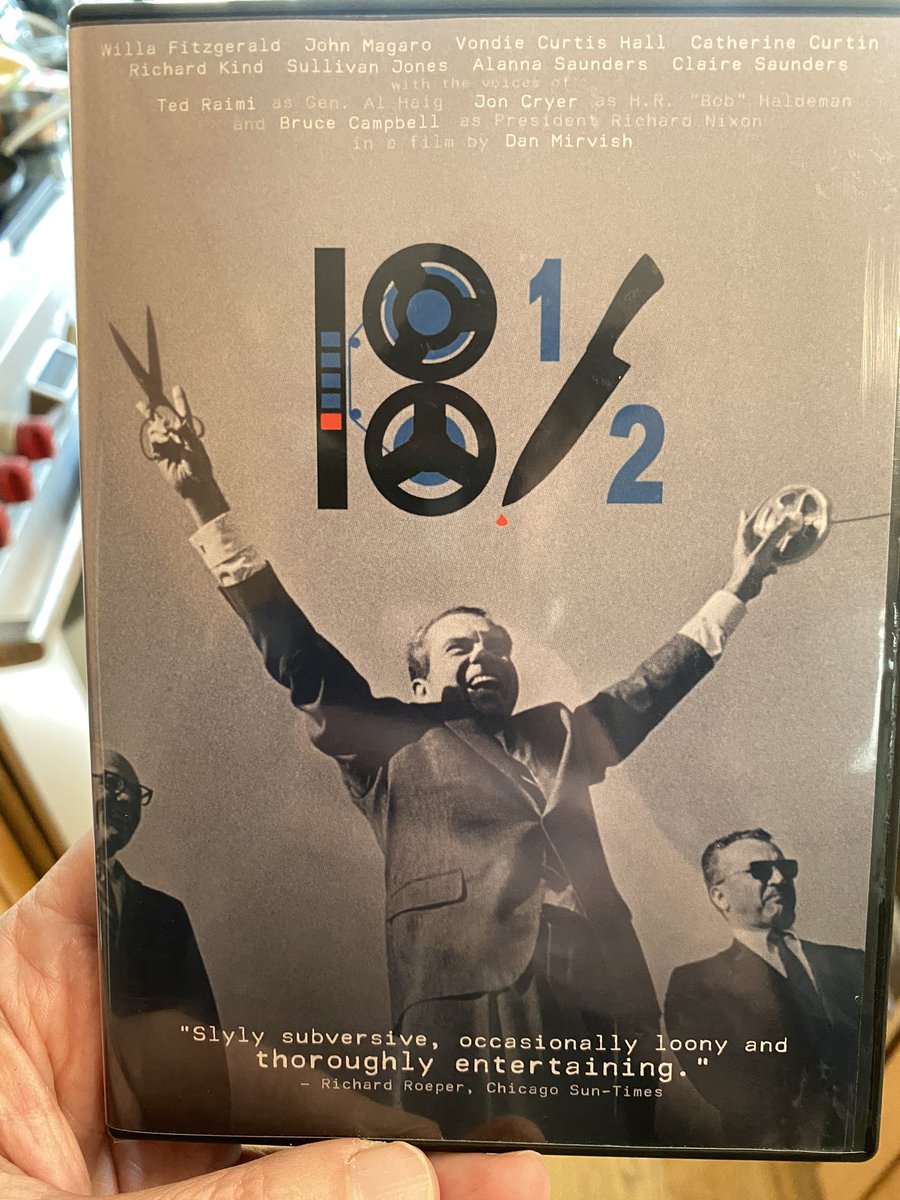 Willa Fitzgerald John Magaro Vondie Curtis Hall Catherine Curtin
Richard Kind Sullivan Jones Alanna Saunders Claire Saunders
with the voices of
Ted Raimi as Gen. Al Haig Jon Cryer as H.R. "Bob" Haldeman
and Bruce Campbell as President Richard Nixon
in a film by Dan Mirvish
18 1/2
"Slyly subversive, occasionally loony and
thoroughly entertaining."
– Richard Roeper, Chicago Sun-Times